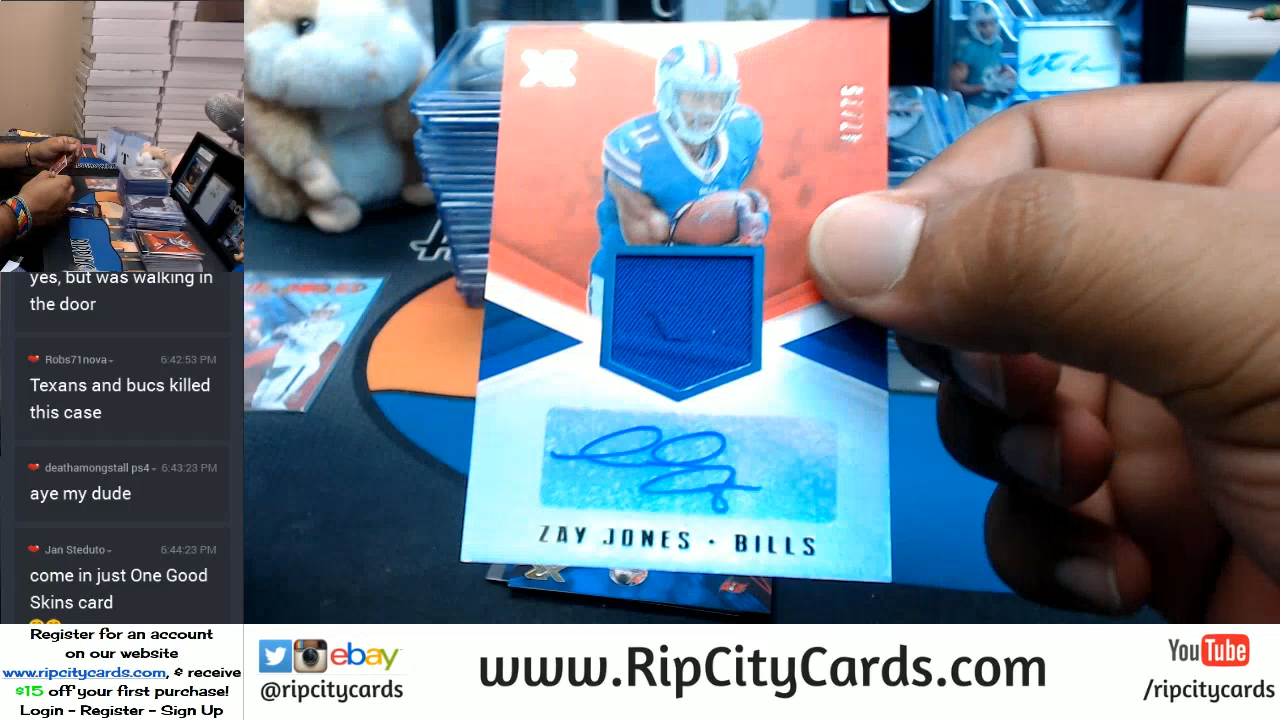 yes, but was walking in
the door
Robs71nova
6:42:53 PM
Texans and bucs killed
this case
deathamongstall ps4
6:43:23 PM
aye my dude
Jan Steduto
6:44:23 PM
come in just One Good
Skins card
XR
11
ZAY JONES · BILLS
Register for an account
on our website
www.ripcitycards.com, & receive
$15 off your first purchase!
Login - Register - Sign Up
ebay
@ripcitycards
www.RipCityCards.com
YouTube
/ripcitycards